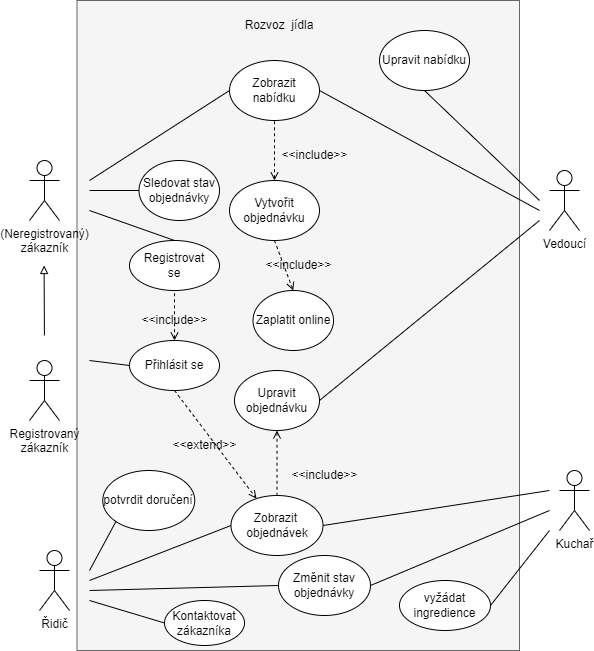 Rozvoz jídla
Upravit nabídku
Zobrazit
nabídku
<<include>>
Sledovat stav
objednávky
Vytvořit
objednávku
(Neregistrovaný)
zákazník
Vedoucí
Registrovat
se
<<include>>
<<include>>
Zaplatit online
Přihlásit se
Upravit
objednávku
Registrovaný
zákazník
<<extend>>
<<include>>
potvrdit doručení
Zobrazit
objednávek
Kuchař
Změnit stav
objednávky
vyžádat
ingredience
Řidič
Kontaktovat
zákazníka